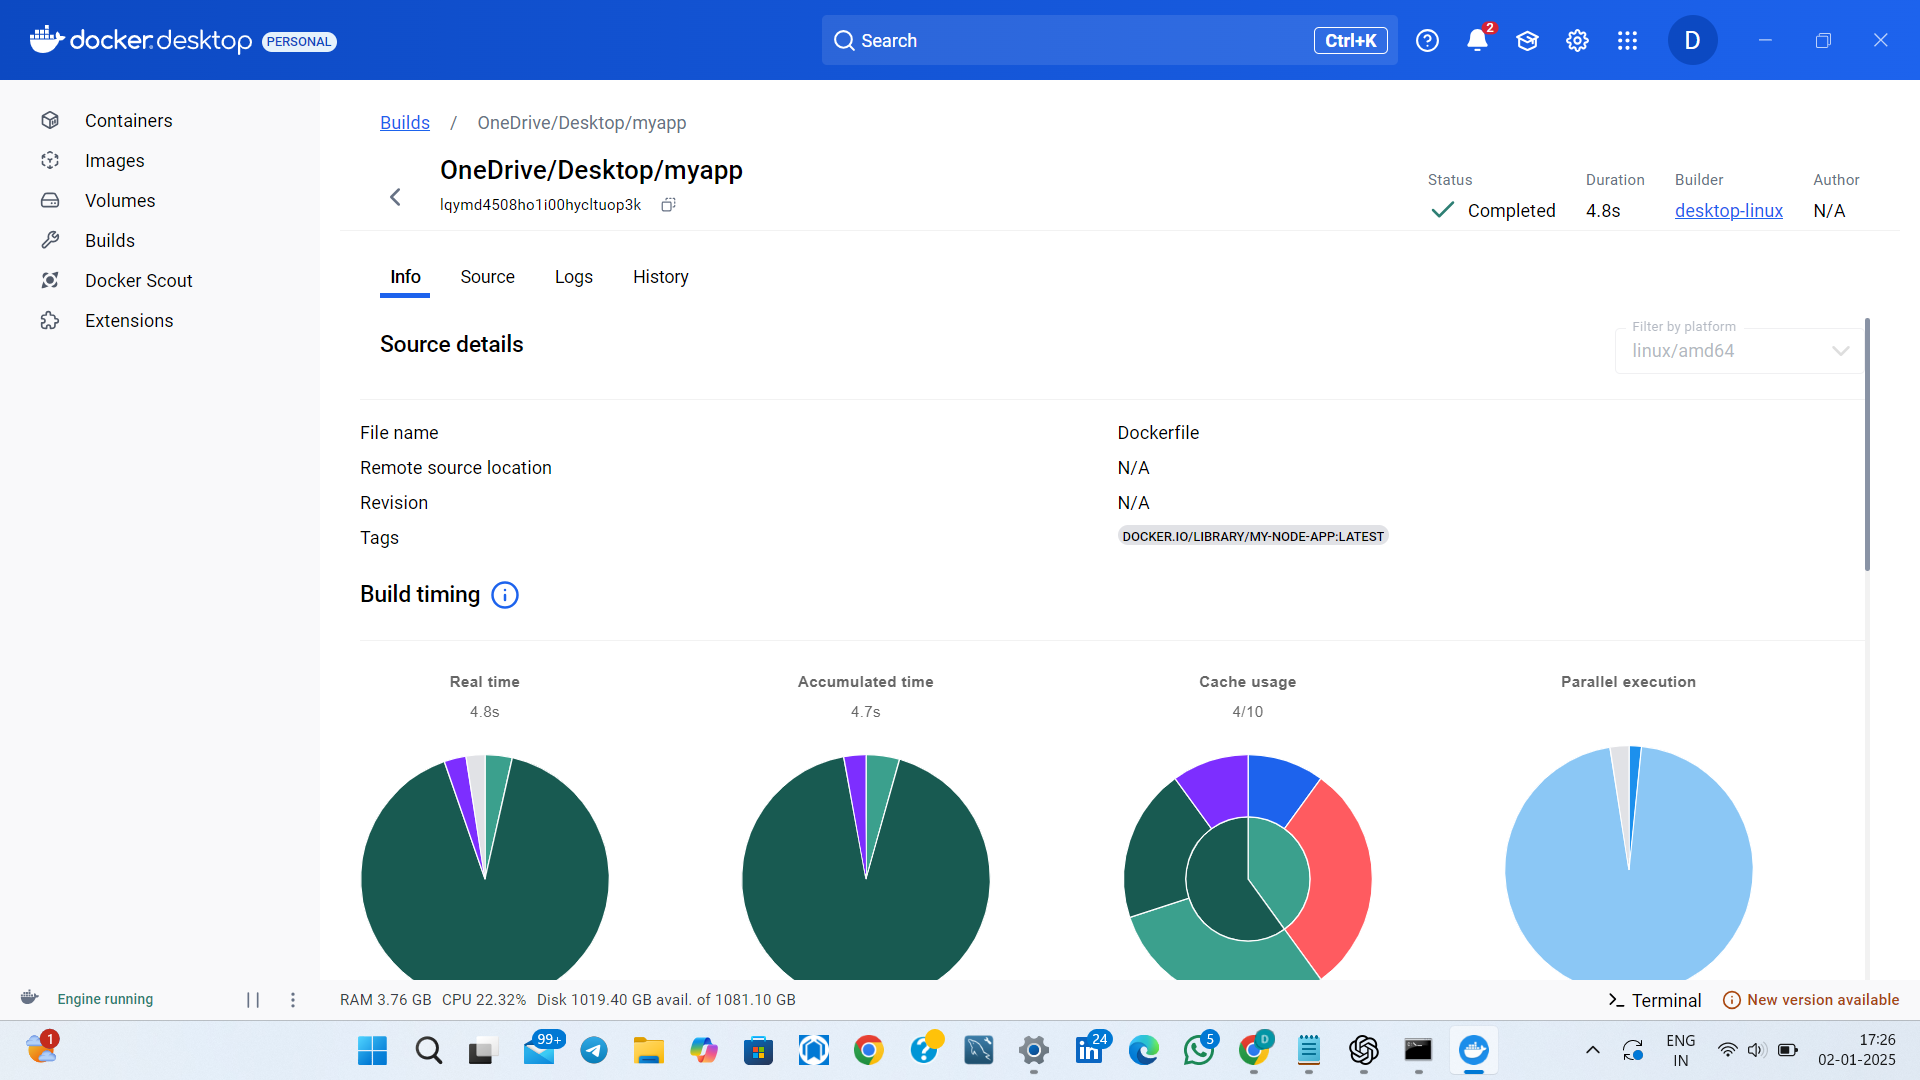 docker.desktop PERSONAL
Search Ctrl+K
2
D
Containers
Images
Volumes
Builds
Docker Scout
Extensions
Builds / OneDrive/Desktop/myapp
OneDrive/Desktop/myapp
lqymd4508ho1i00hycltuop3k
Status Duration Builder Author
Completed 4.8s desktop-linux N/A
Info Source Logs History
Source details
Filter by platform
linux/amd64
File name Dockerfile
Remote source location N/A
Revision N/A
Tags DOCKER.IO/LIBRARY/MY-NODE-APP:LATEST
Build timing
Real time Accumulated time Cache usage Parallel execution
4.8s 4.7s 4/10
Engine running
RAM 3.76 GB CPU 22.32% Disk 1019.40 GB avail. of 1081.10 GB
Terminal New version available
1
99+
24
5
D
ENG
IN
17:26
02-01-2025